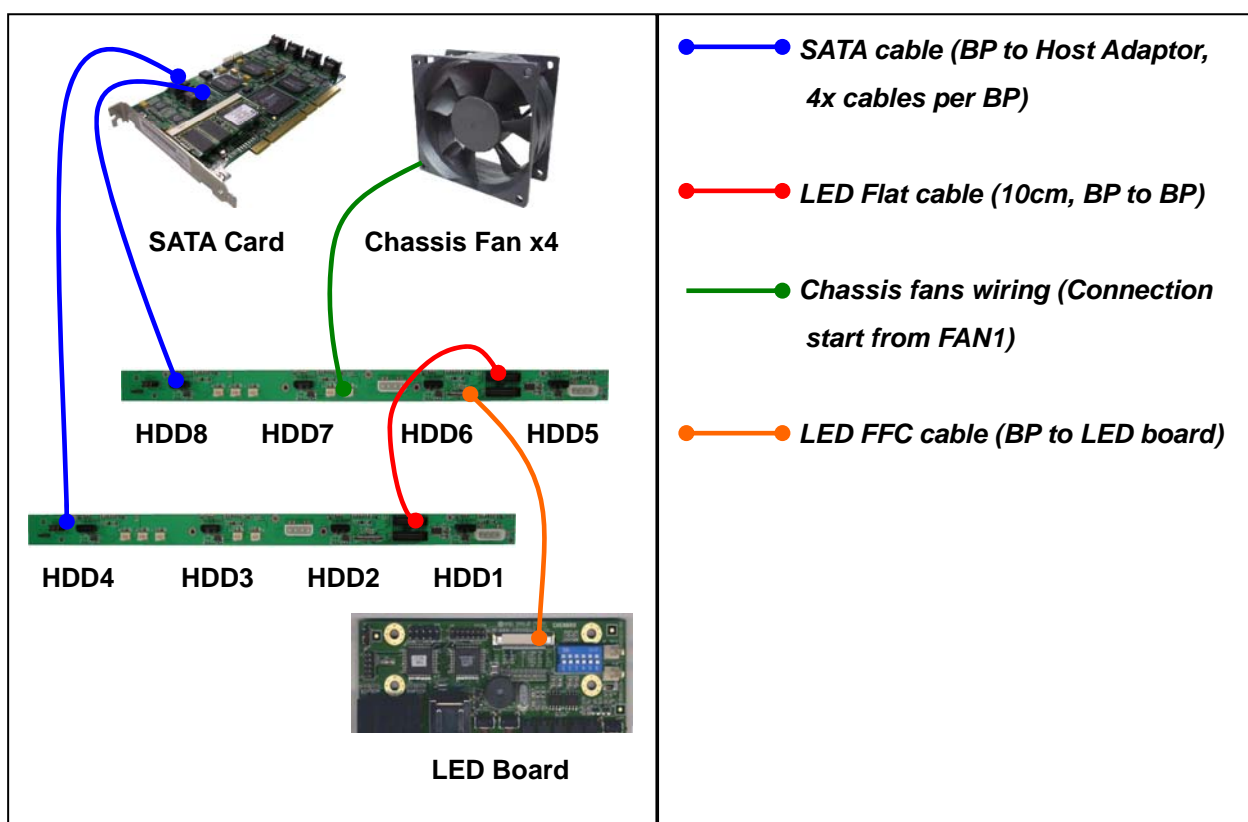 SATA Card
Chassis Fan x4
HDD8
HDD7
HDD6
HDD5
HDD4
HDD3
HDD2
HDD1
LED Board
SATA cable (BP to Host Adaptor,
4x cables per BP)
LED Flat cable (10cm, BP to BP)
Chassis fans wiring (Connection
start from FAN1)
LED FFC cable (BP to LED board)